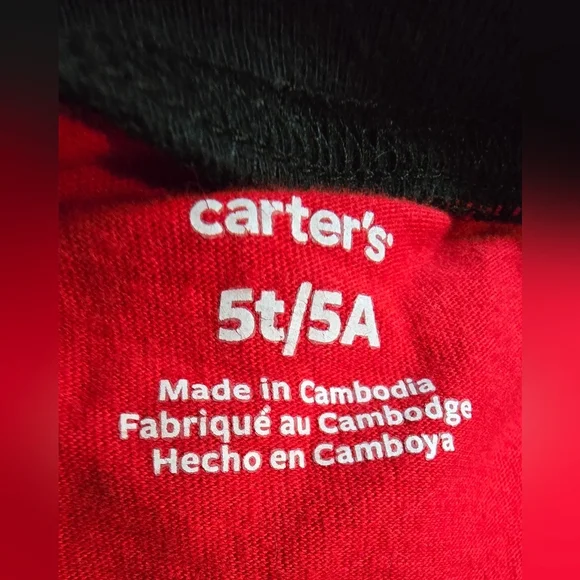 carter's
5t/5A
Made in Cambodia
Fabriqué au Cambodge
Hecho en Camboya